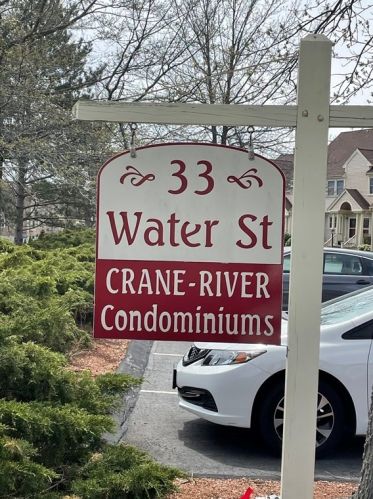 33
Water St
CRANE-RIVER
Condominiums